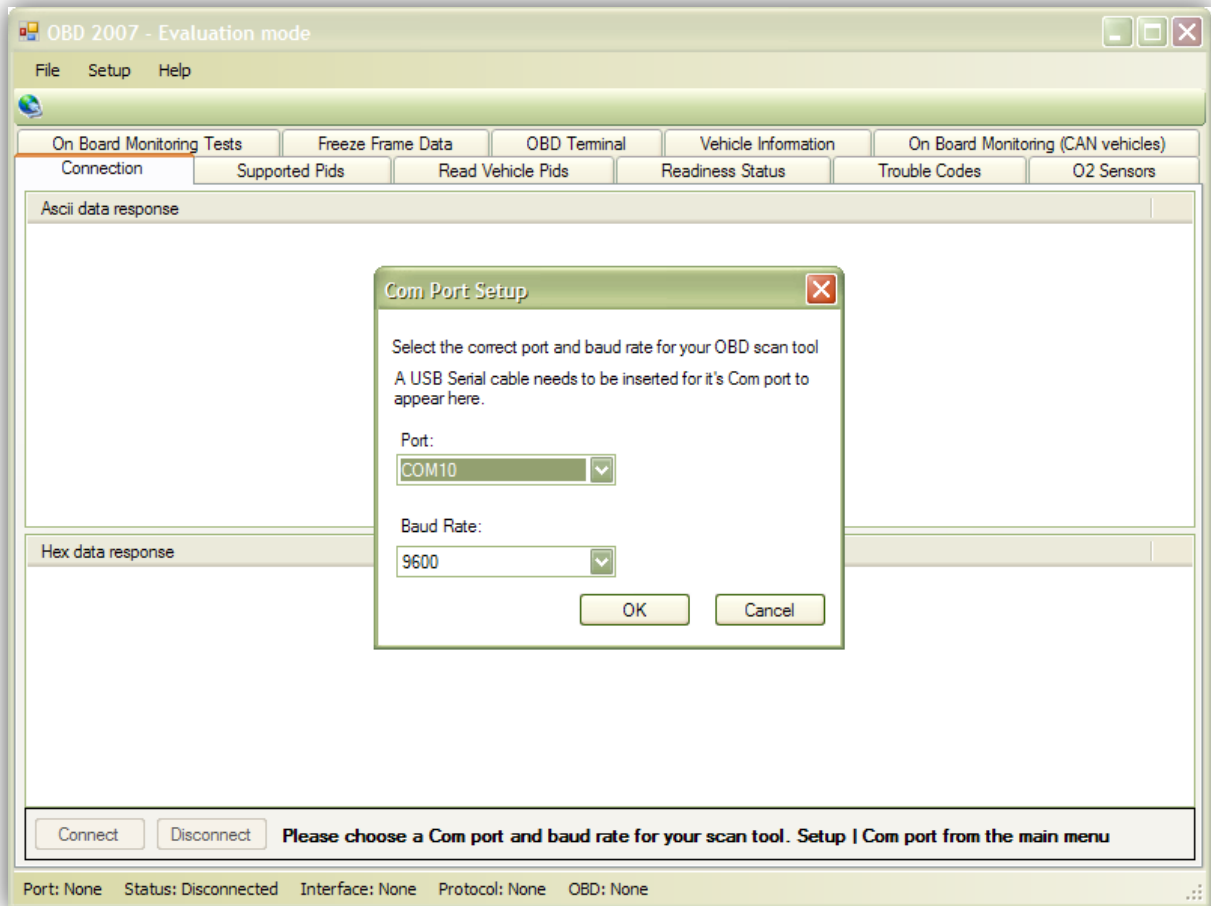 OBD 2007 - Evaluation mode
File Setup Help
On Board Monitoring Tests Freeze Frame Data OBD Terminal Vehicle Information On Board Monitoring (CAN vehicles)
Connection Supported Pids Read Vehicle Pids Readiness Status Trouble Codes O2 Sensors
Ascii data response
Com Port Setup
Select the correct port and baud rate for your OBD scan tool
A USB Serial cable needs to be inserted for it's Com port to
appear here.
Port:
COM10
Baud Rate:
9600
OK Cancel
Hex data response
Connect Disconnect Please choose a Com port and baud rate for your scan tool. Setup | Com port from the main menu
Port: None Status: Disconnected Interface: None Protocol: None OBD: None